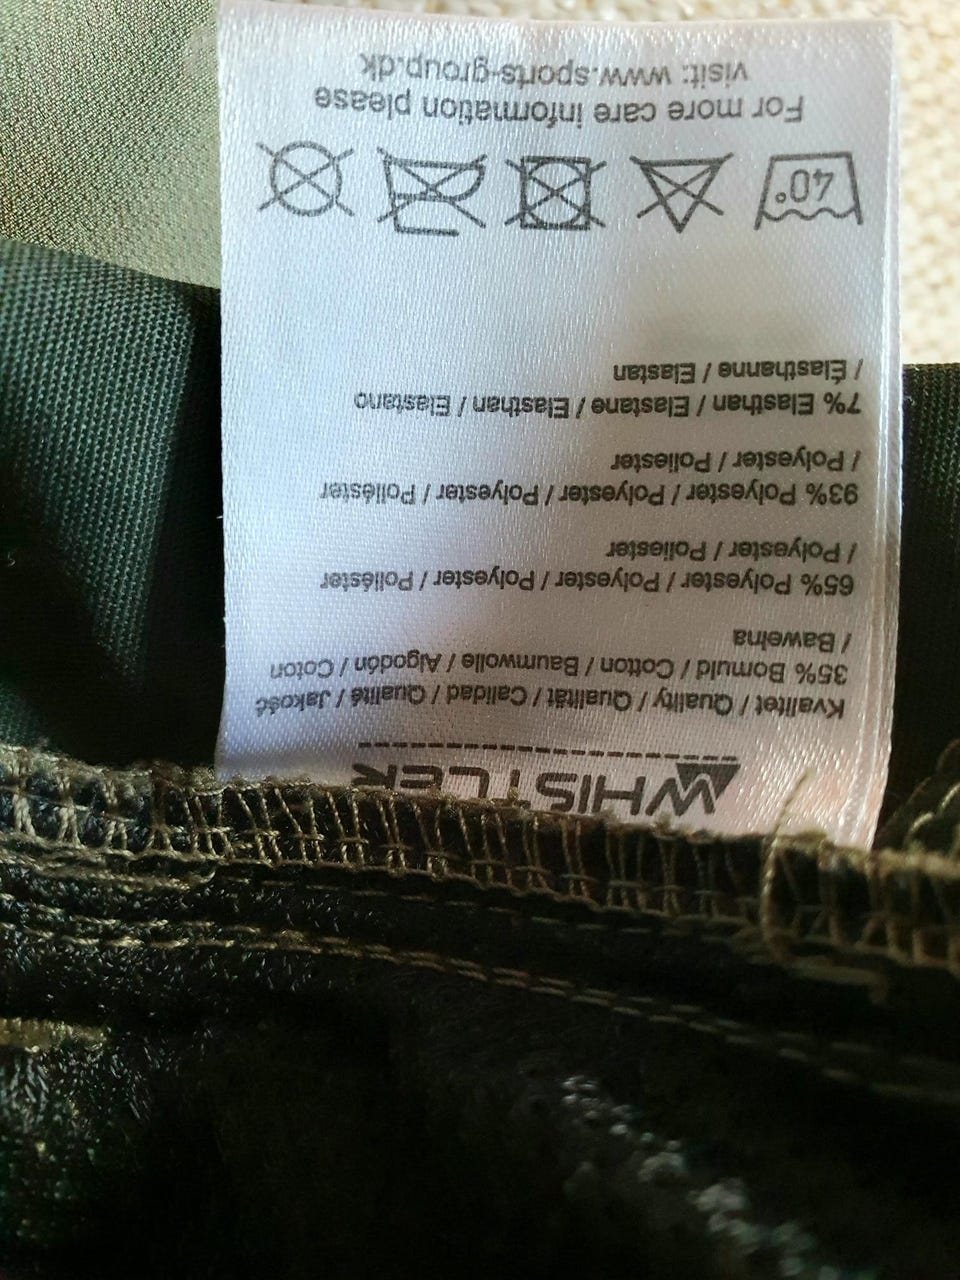 WHISTLER
Kvalitet / Quality / Qualität / Calidad / Qualité / Jakość
35% Bomuld / Cotton / Baumwolle / Algodón / Coton
/ Bawełna
65% Polyester / Polyester / Polyester / Poliéster
/ Polyester / Poliester
93% Polyester / Polyester / Polyester / Poliéster
/ Polyester / Poliester
7% Elasthan / Elastane / Elasthan / Elastano
/ Élasthanne / Elastan
40°
For more care information please
visit: www.sports-group.dk